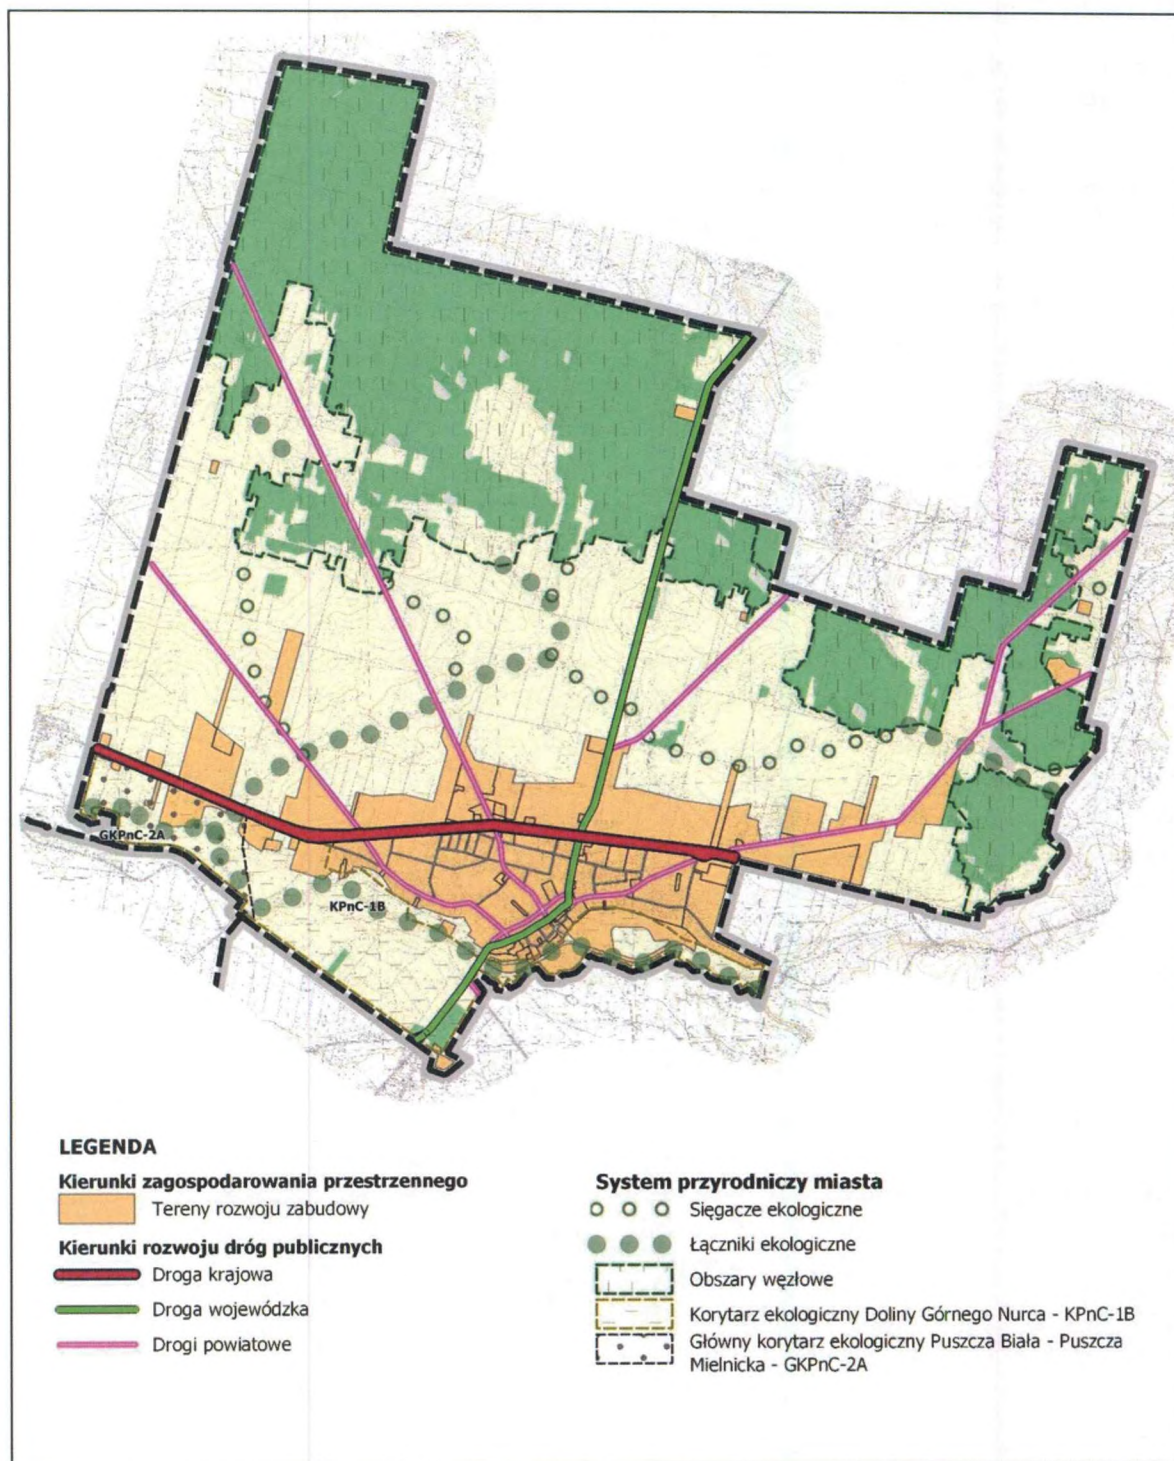 GKPnC-2A
KPnC-1B
LEGENDA
Kierunki zagospodarowania przestrzennego
Tereny rozwoju zabudowy
Kierunki rozwoju dróg publicznych
Droga krajowa
Droga wojewódzka
Drogi powiatowe
System przyrodniczy miasta
Sięgacze ekologiczne
Łączniki ekologiczne
Obszary węzłowe
Korytarz ekologiczny Doliny Górnego Nurca - KPnC-1B
Główny korytarz ekologiczny Puszcza Biała - Puszcza
Mielnicka - GKPnC-2A